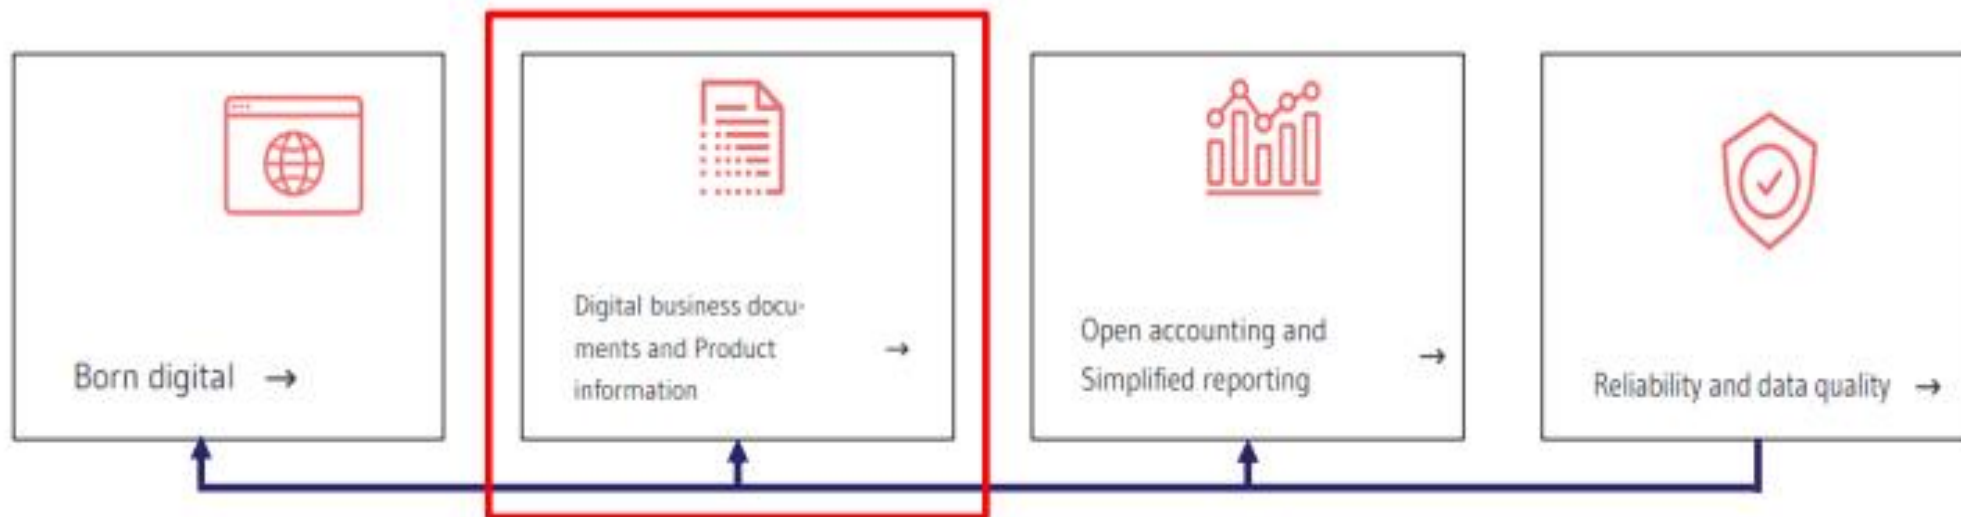 Born digital →
Digital business docu-
ments and Product
information →
Open accounting and
Simplified reporting →
Reliability and data quality →